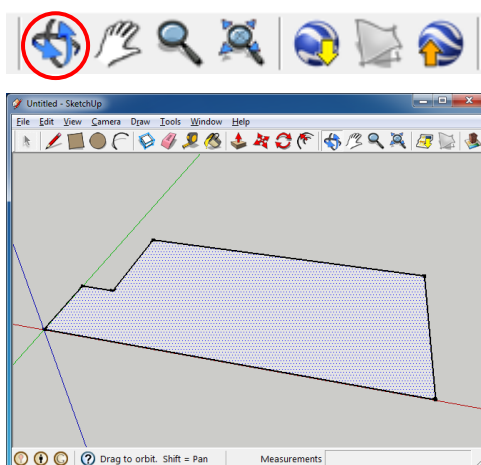 Untitled - SketchUp
File Edit View Camera Draw Tools Window Help
Drag to orbit. Shift = Pan Measurements